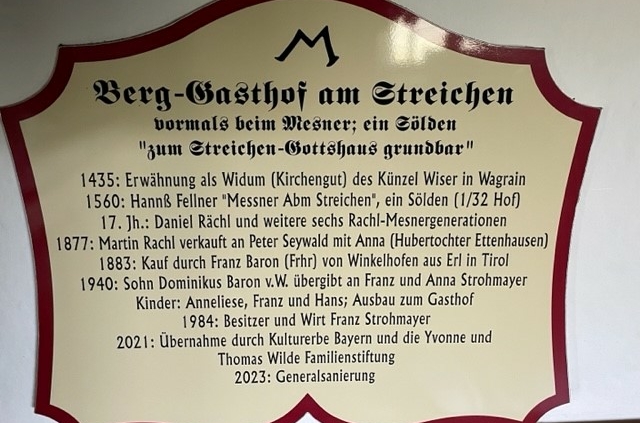 M
Berg-Gasthof am Streichen
vormals beim Mesner; ein Sölden
"zum Streichen-Gottshaus grundbar"
1435: Erwähnung als Widum (Kirchengut) des Künzel Wiser in Wagrain
1560: Hannß Fellner "Messner Abm Streichen", ein Sölden (1/32 Hof)
17. Jh.: Daniel Rächl und weitere sechs Rachl-Mesnergenerationen
1877: Martin Rachl verkauft an Peter Seywald mit Anna (Hubertochter Ettenhausen)
1883: Kauf durch Franz Baron (Frhr) von Winkelhofen aus Erl in Tirol
1940: Sohn Dominikus Baron v.W. übergibt an Franz und Anna Strohmayer
Kinder: Anneliese, Franz und Hans; Ausbau zum Gasthof
1984: Besitzer und Wirt Franz Strohmayer
2021: Übernahme durch Kulturerbe Bayern und die Yvonne und
Thomas Wilde Familienstiftung
2023: Generalsanierung